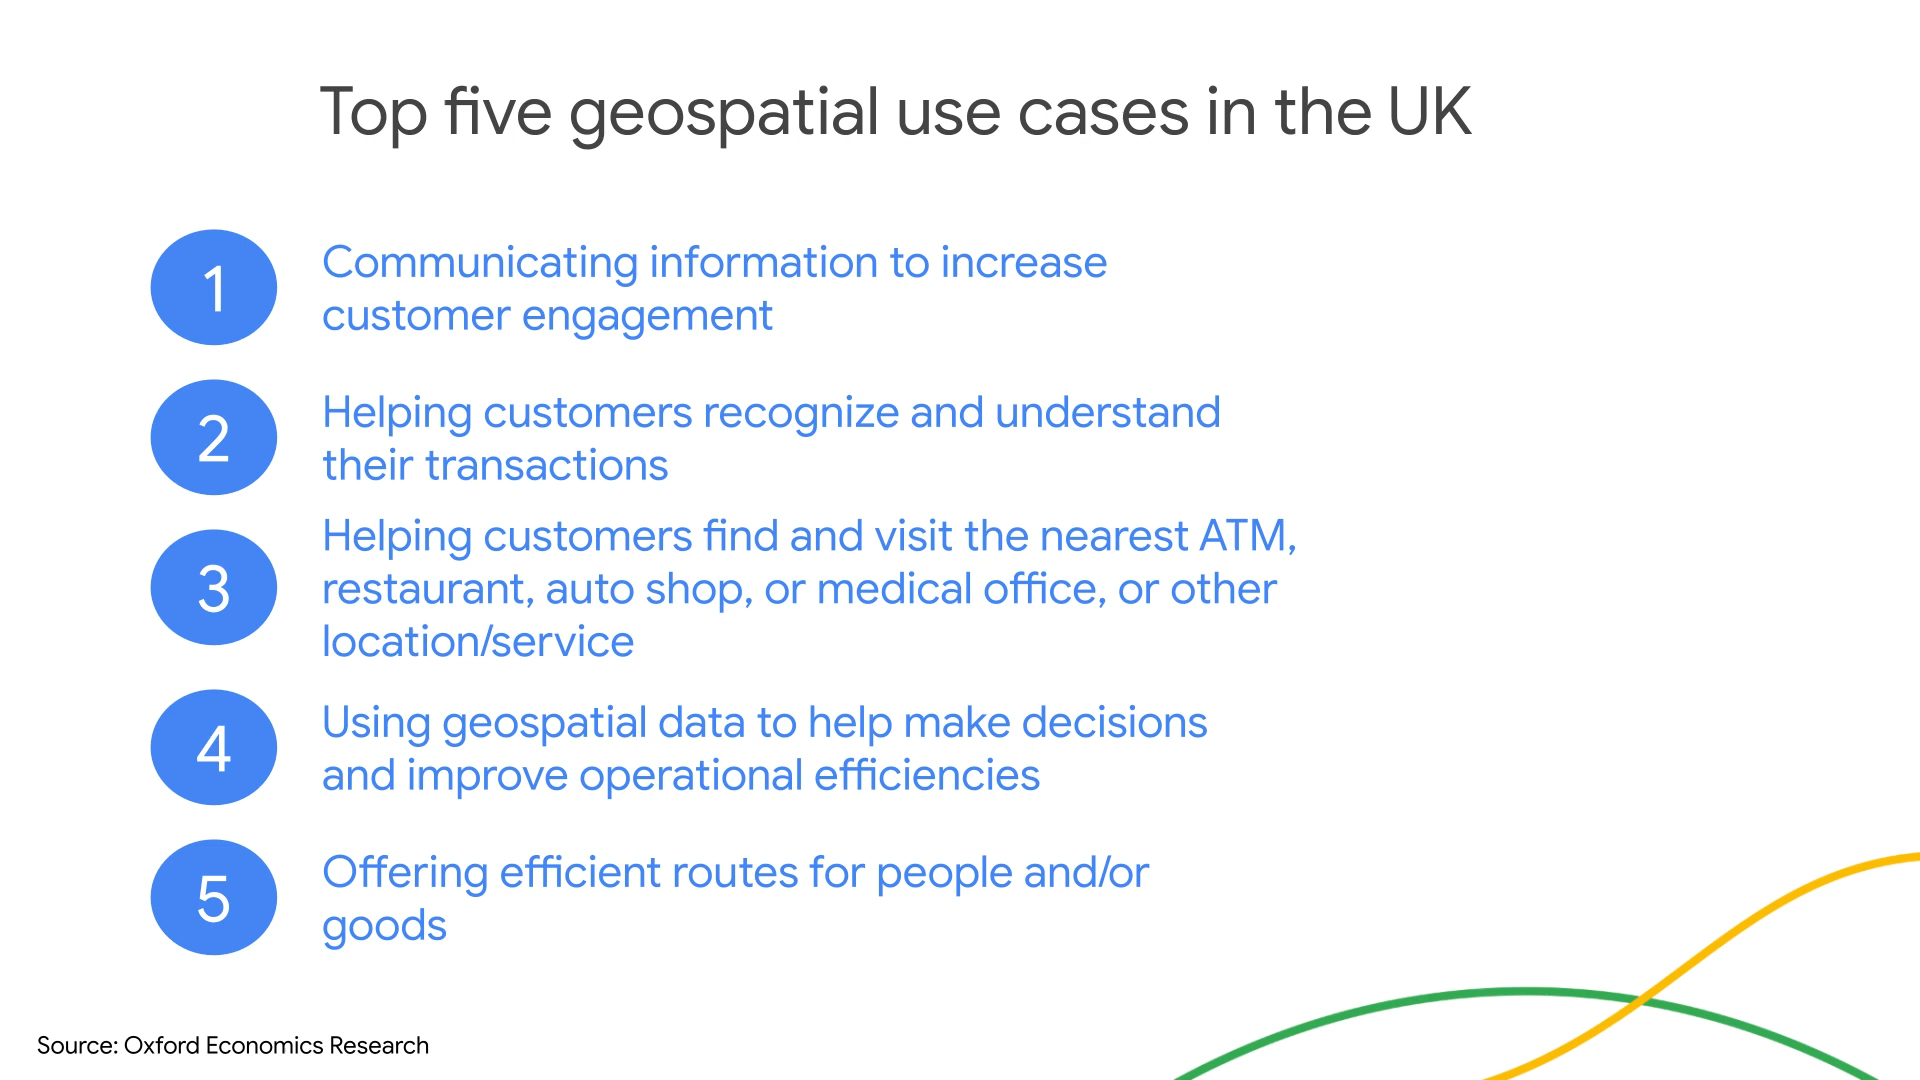 Top five geospatial use cases in the UK
1
Communicating information to increase
customer engagement
2
Helping customers recognize and understand
their transactions
3
Helping customers find and visit the nearest ATM,
restaurant, auto shop, or medical office, or other
location/service
4
Using geospatial data to help make decisions
and improve operational efficiencies
5
Offering efficient routes for people and/or
goods
Source: Oxford Economics Research